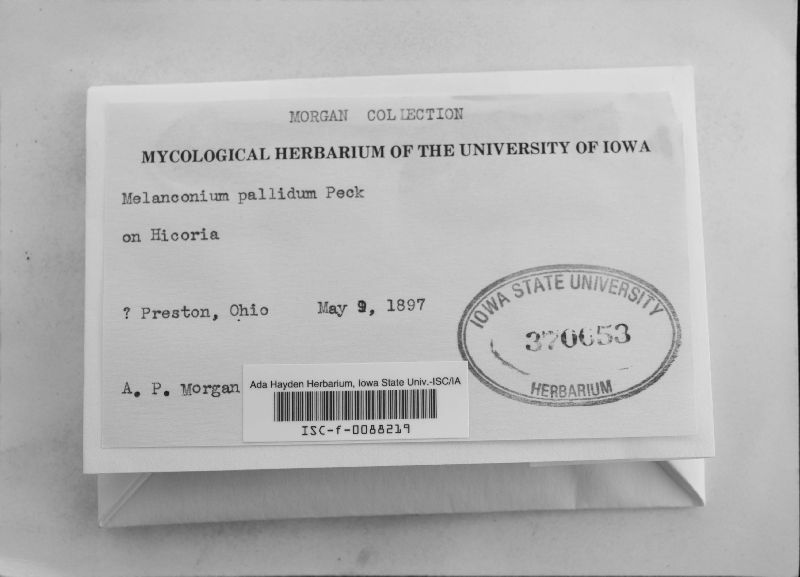 MORGAN COLLECTION
MYCOLOGICAL HERBARIUM OF THE UNIVERSITY OF IOWA
Melanconium pallidum Peck
on Hicoria
? Preston, Ohio May 9, 1897
IOWA STATE UNIVERSITY
370653
HERBARIUM
A. P. Morgan
Ada Hayden Herbarium, Iowa State Univ.-ISC/IA
ISC-f-0088219